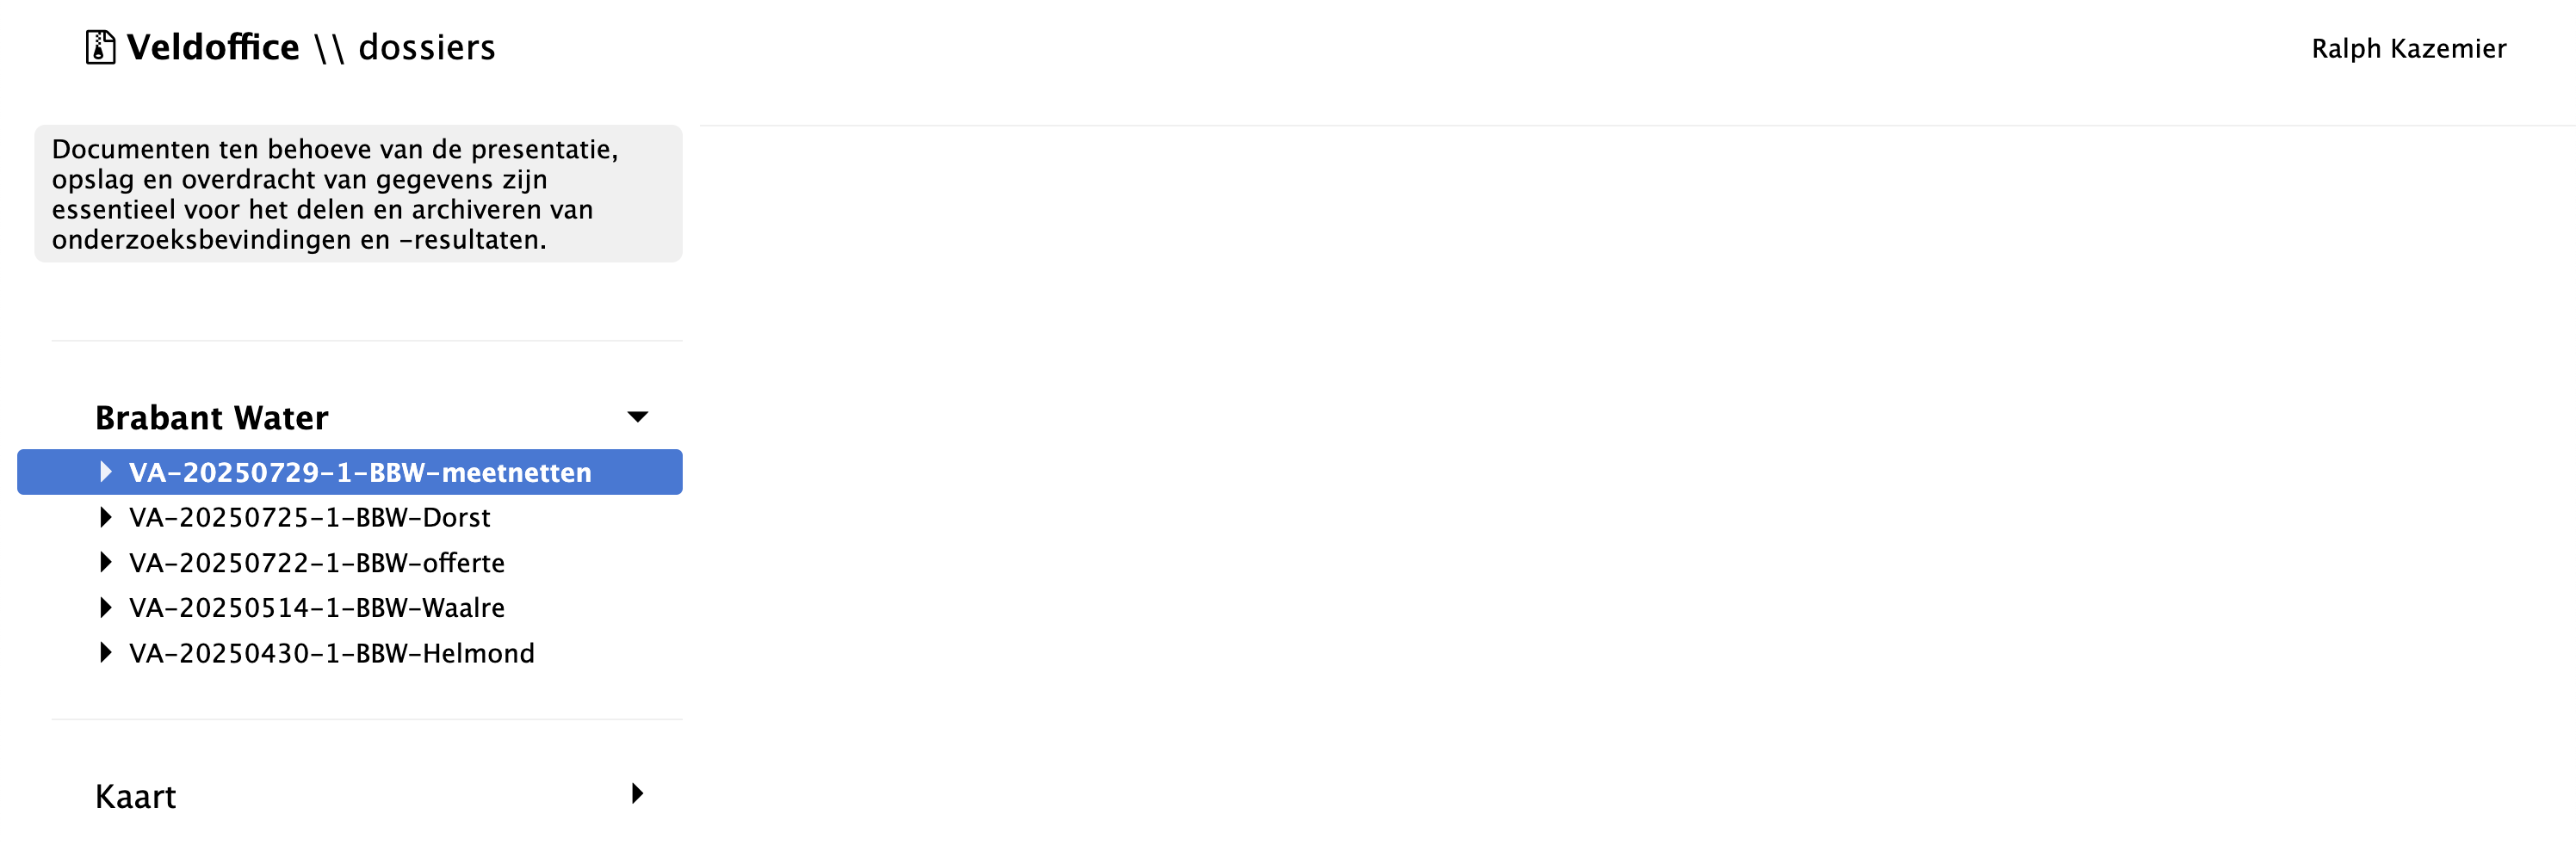 Veldoffice \\ dossiers
Ralph Kazemier
Documenten ten behoeve van de presentatie,
opslag en overdracht van gegevens zijn
essentieel voor het delen en archiveren van
onderzoeksbevindingen en -resultaten.
Brabant Water
VA-20250729-1-BBW-meetnetten
VA-20250725-1-BBW-Dorst
VA-20250722-1-BBW-offerte
VA-20250514-1-BBW-Waalre
VA-20250430-1-BBW-Helmond
Kaart